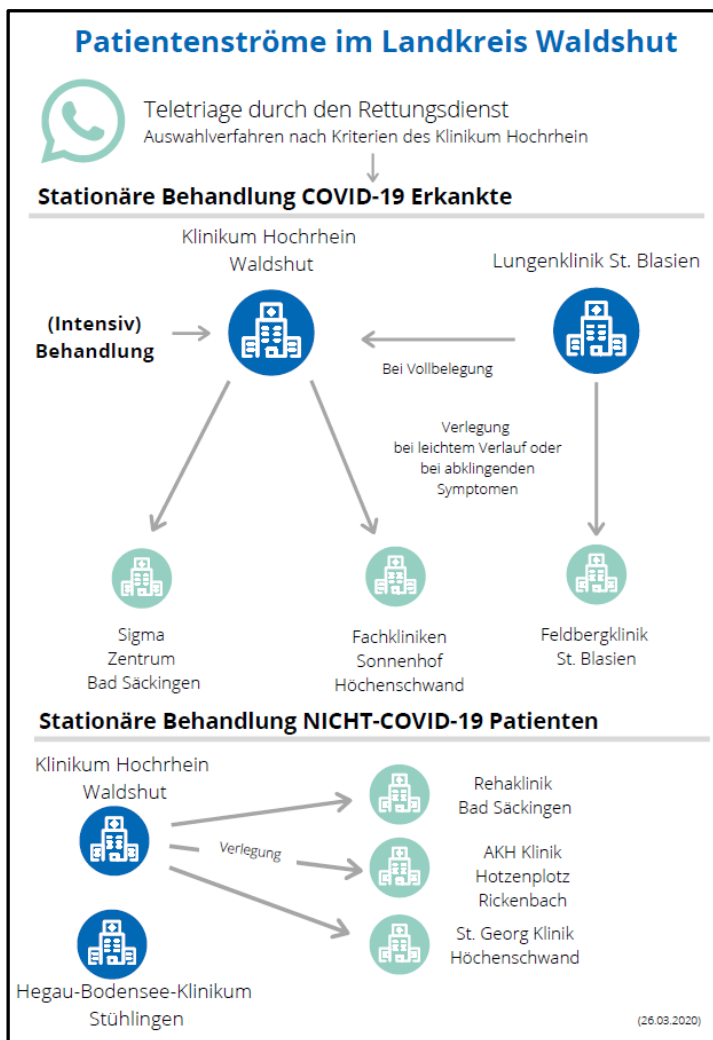 Patientenströme im Landkreis Waldshut
Teletriage durch den Rettungsdienst
Auswahlverfahren nach Kriterien des Klinikum Hochrhein
Stationäre Behandlung COVID-19 Erkankte
Klinikum Hochrhein
Waldshut
Lungenklinik St. Blasien
(Intensiv)
Behandlung
Bei Vollbelegung
Verlegung
bei leichtem Verlauf oder
bei abklingenden
Symptomen
Sigma
Zentrum
Bad Säckingen
Fachkliniken
Sonnenhof
Höchenschwand
Feldbergklinik
St. Blasien
Stationäre Behandlung NICHT-COVID-19 Patienten
Klinikum Hochrhein
Waldshut
Verlegung
Rehaklinik
Bad Säckingen
AKH Klinik
Hotzenplotz
Rickenbach
St. Georg Klinik
Höchenschwand
Hegau-Bodensee-Klinikum
Stühlingen
(26.03.2020)